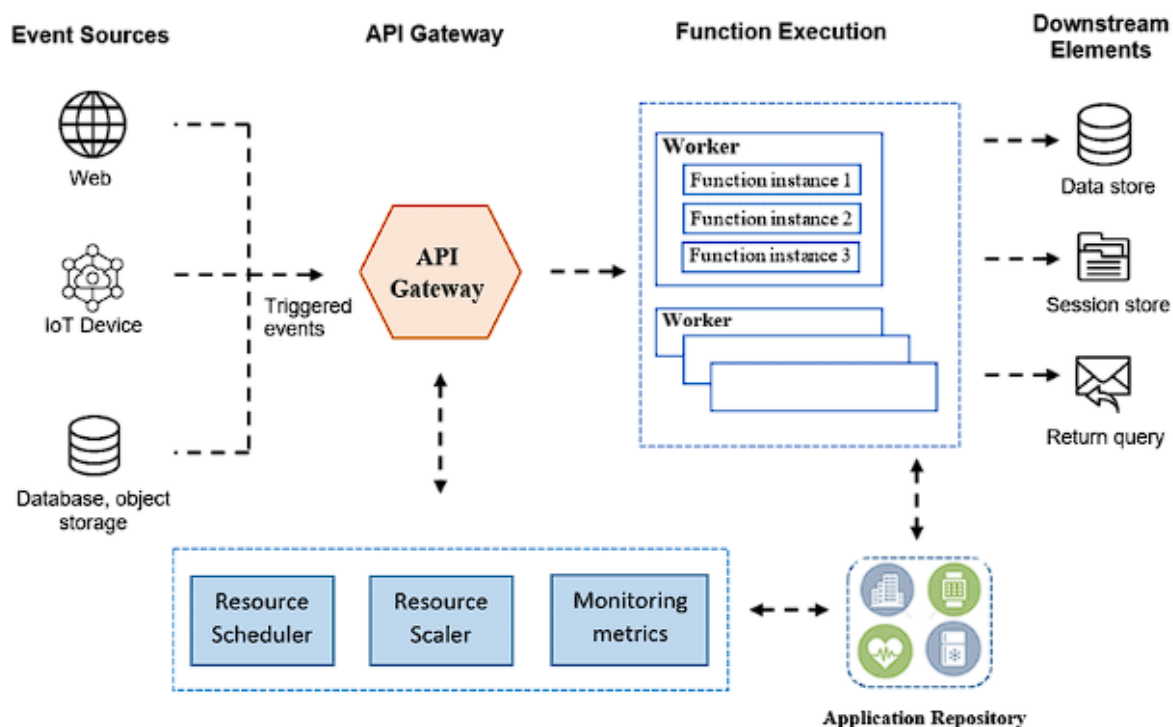 Event Sources
API Gateway
Function Execution
Downstream
Elements
Web
IoT Device
Database, object
storage
Triggered
events
API
Gateway
Worker
Function instance 1
Function instance 2
Function instance 3
Worker
Data store
Session store
Return query
Resource
Scheduler
Resource
Scaler
Monitoring
metrics
Application Repository